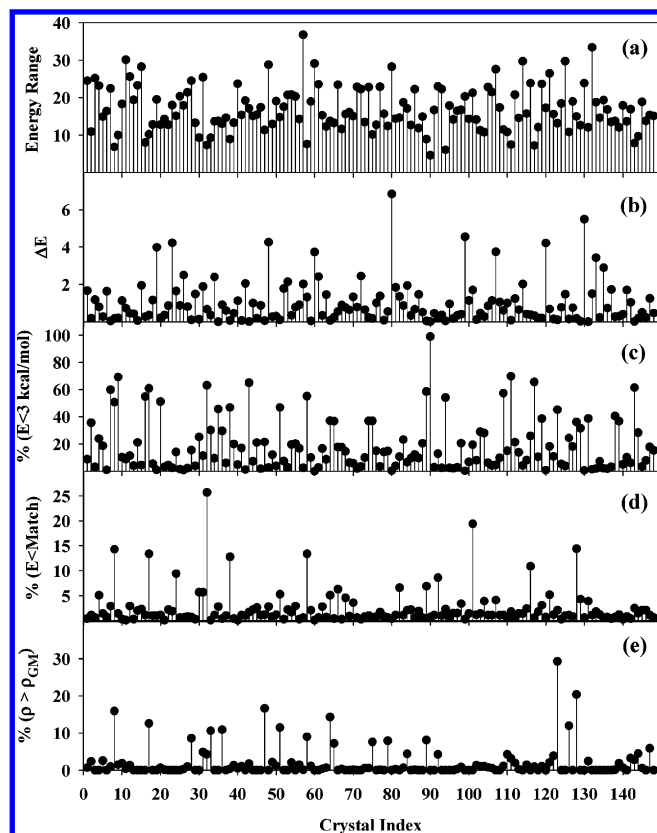 40
30
20
10
Energy Range
(a)
6
4
2
ΔE
(b)
100
80
60
40
20
% (E<3 kcal/mol)
(c)
25
20
15
10
5
% (E<Match)
(d)
30
20
10
0
% (ρ > ρGM)
(e)
0 10 20 30 40 50 60 70 80 90 100 110 120 130 140
Crystal Index